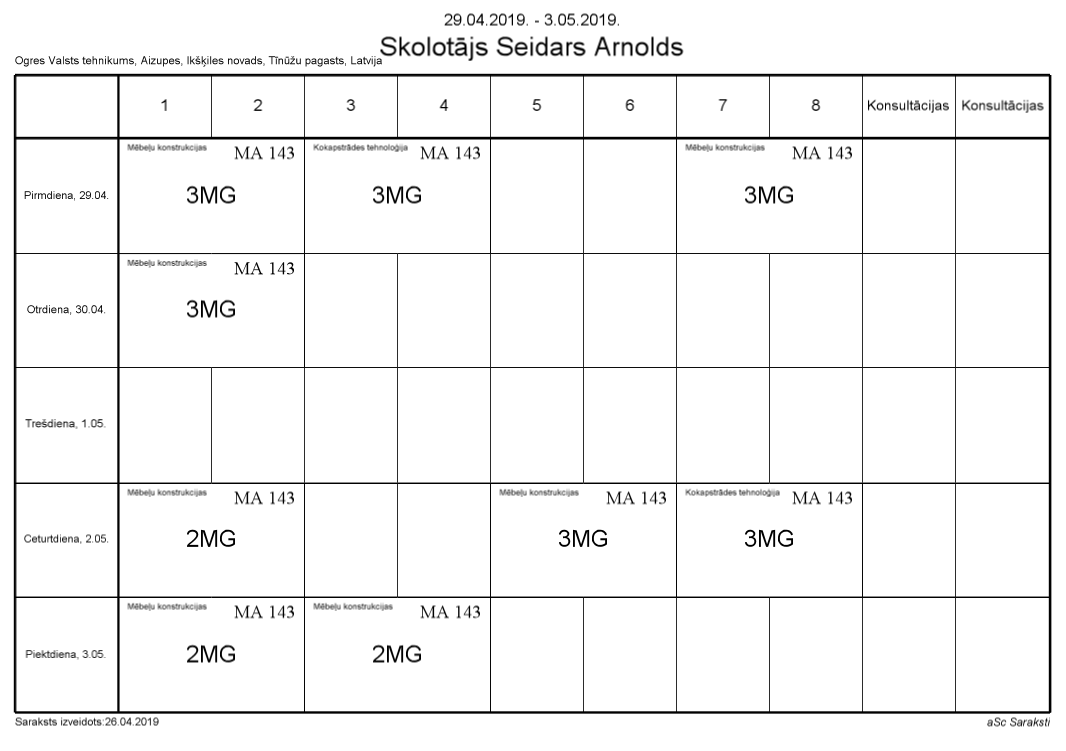 29.04.2019. - 3.05.2019.
Skolotājs Seidars Arnolds
Ogres Valsts tehnikums, Aizupes, Ikšķiles novads, Tīnūžu pagasts, Latvija
1 2 3 4 5 6 7 8 Konsultācijas Konsultācijas
Mēbeļu konstrukcijas MA 143 Kokapstrādes tehnoloģija MA 143 Mēbeļu konstrukcijas MA 143
Pirmdiena, 29.04. 3MG 3MG 3MG
Mēbeļu konstrukcijas MA 143
Otrdiena, 30.04. 3MG
Trešdiena, 1.05.
Mēbeļu konstrukcijas MA 143 Mēbeļu konstrukcijas MA 143 Kokapstrādes tehnoloģija MA 143
Ceturtdiena, 2.05. 2MG 3MG 3MG
Mēbeļu konstrukcijas MA 143 Mēbeļu konstrukcijas MA 143
Piektdiena, 3.05. 2MG 2MG
Saraksts izveidots:26.04.2019 aSc Saraksti